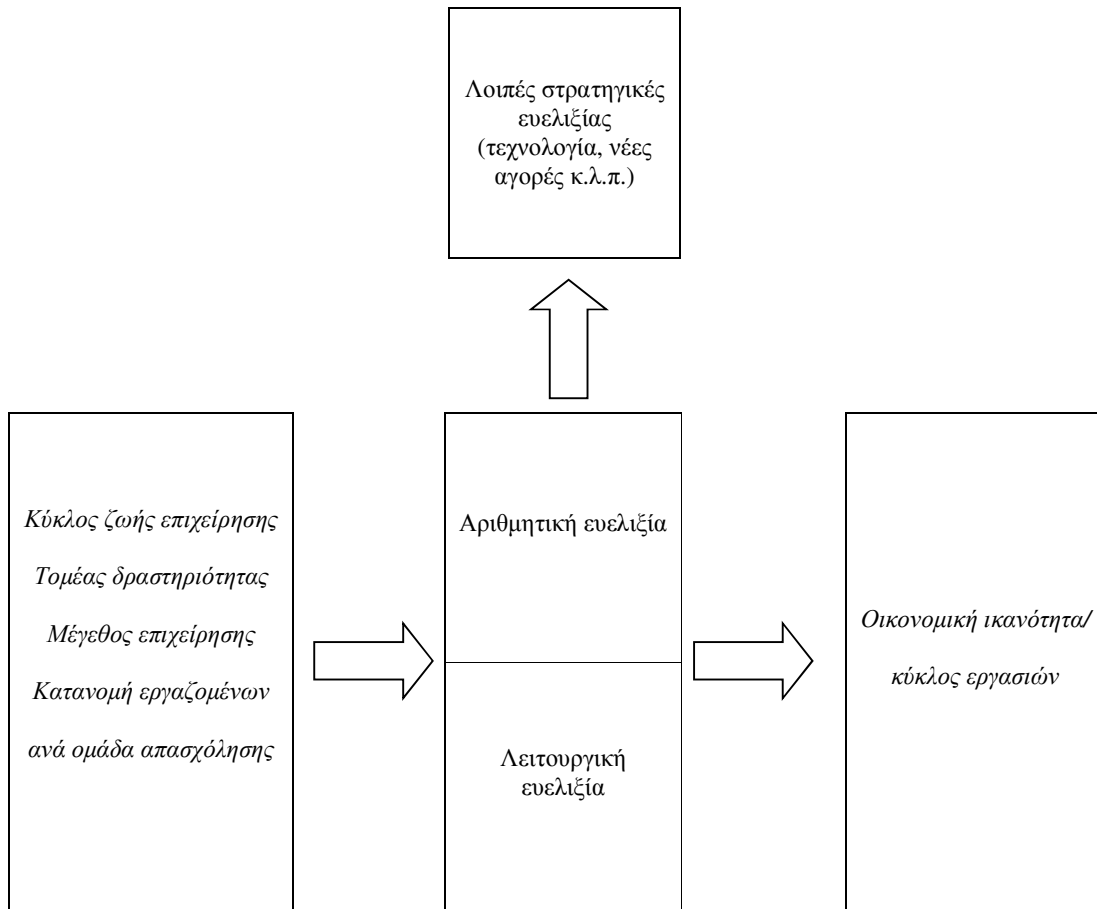 Λοιπές στρατηγικές
ευελιξίας
(τεχνολογία, νέες
αγορές κ.λ.π.)
Κύκλος ζωής επιχείρησης
Τομέας δραστηριότητας
Μέγεθος επιχείρησης
Κατανομή εργαζομένων
ανά ομάδα απασχόλησης
Αριθμητική ευελιξία
Λειτουργική
ευελιξία
Οικονομική ικανότητα/
κύκλος εργασιών